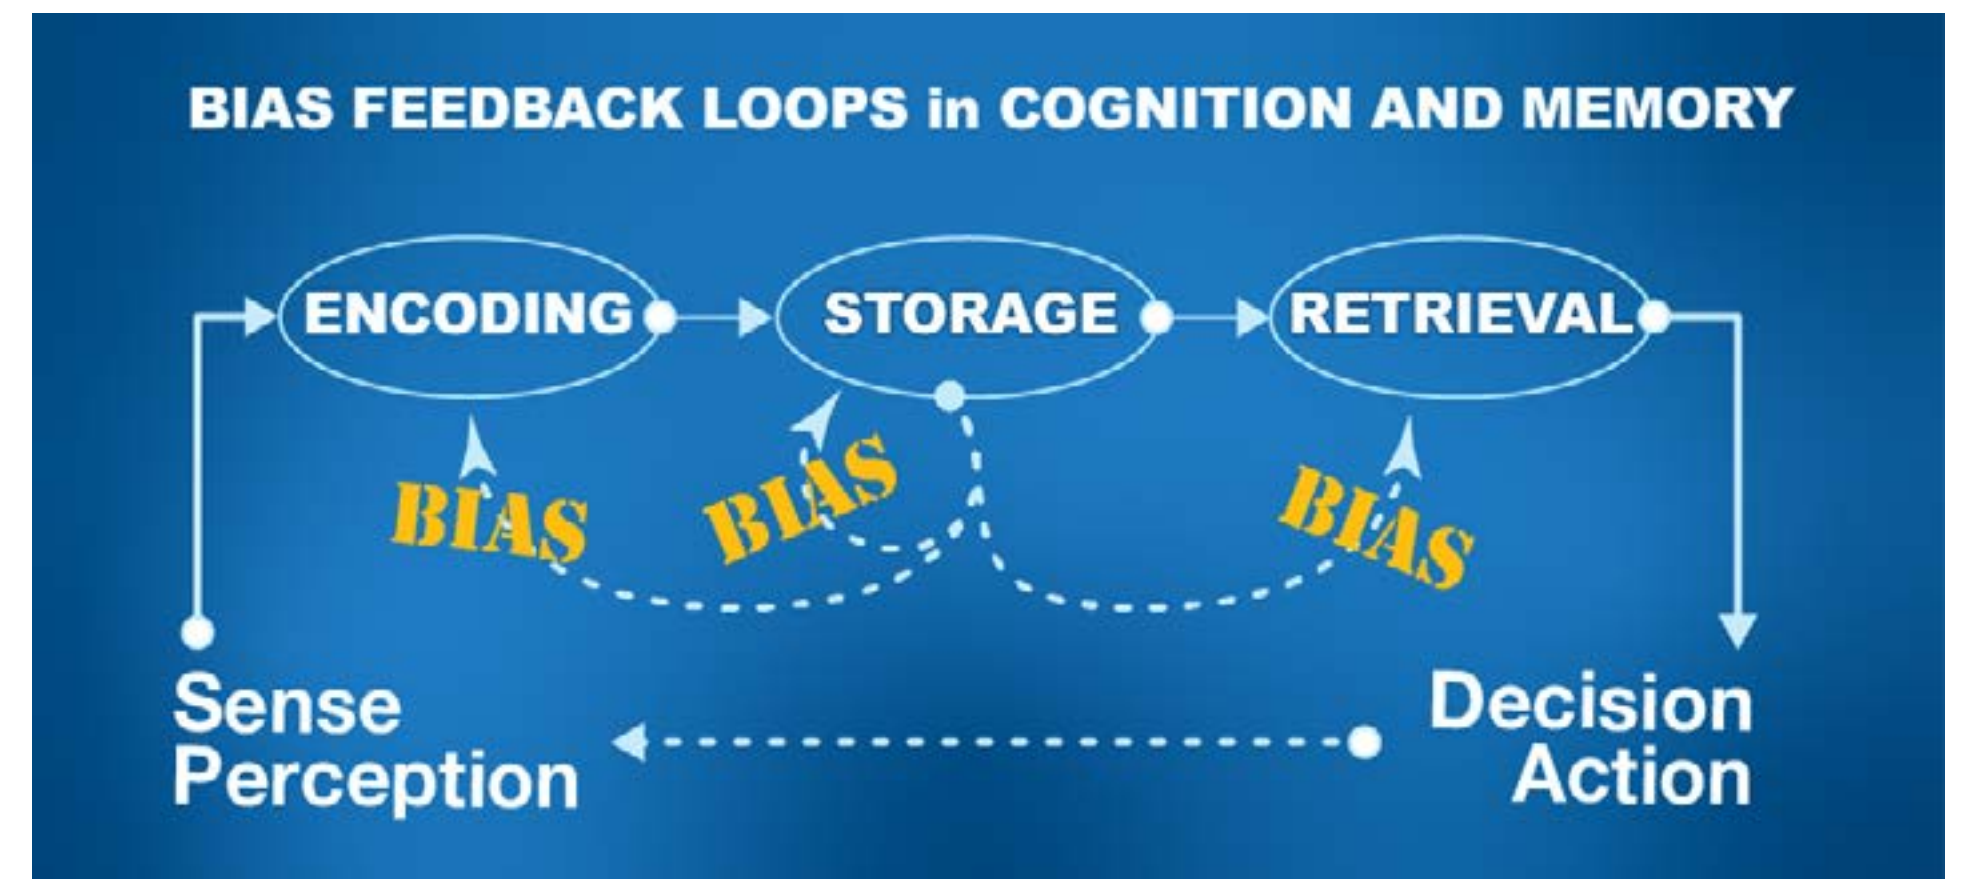 BIAS FEEDBACK LOOPS in COGNITION AND MEMORY
ENCODING
STORAGE
RETRIEVAL
BIAS
BIAS
BIAS
Sense
Perception
Decision
Action